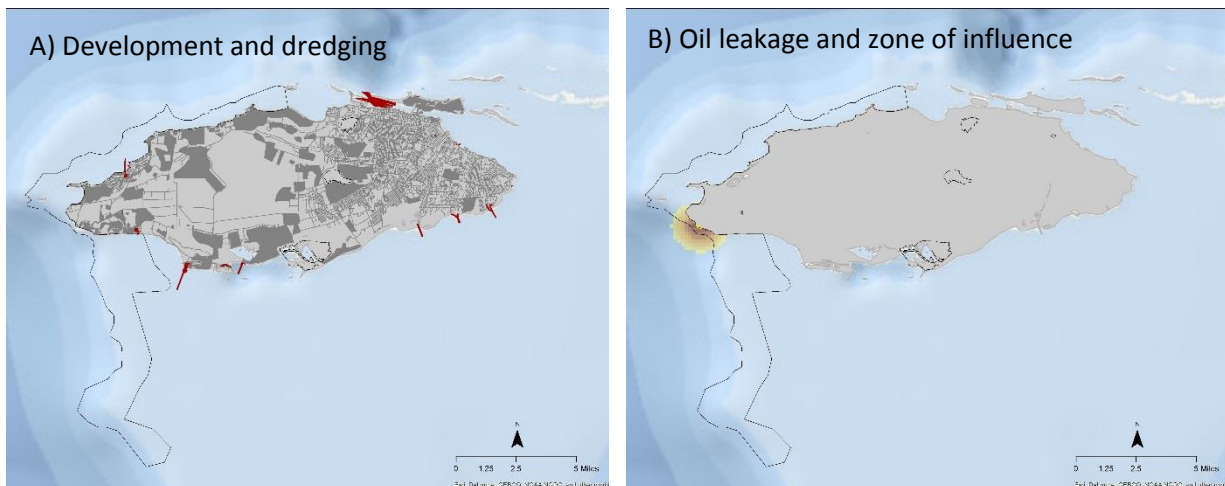 A) Development and dredging
B) Oil leakage and zone of influence
N
0 1.25 2.5 5 Miles
N
0 1.25 2.5 5 Miles